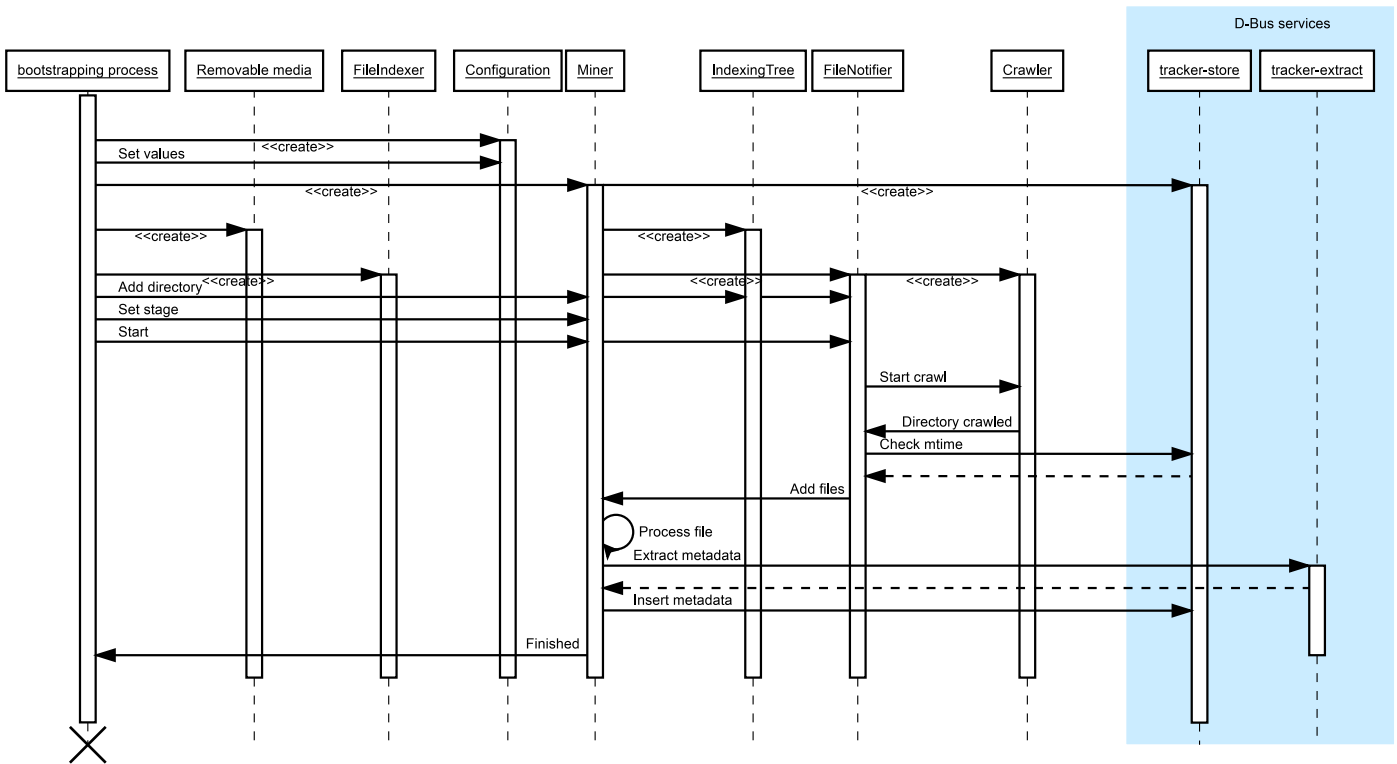 D-Bus services
bootstrapping process
Removable media
FileIndexer
Configuration
Miner
IndexingTree
FileNotifier
Crawler
tracker-store
tracker-extract
<<create>>
Set values
<<create>>
<<create>>
<<create>>
<<create>>
<<create>>
<<create>>
<<create>>
Add directory
Set stage
Start
Start crawl
Directory crawled
Check mtime
Add files
Process file
Extract metadata
Insert metadata
Finished